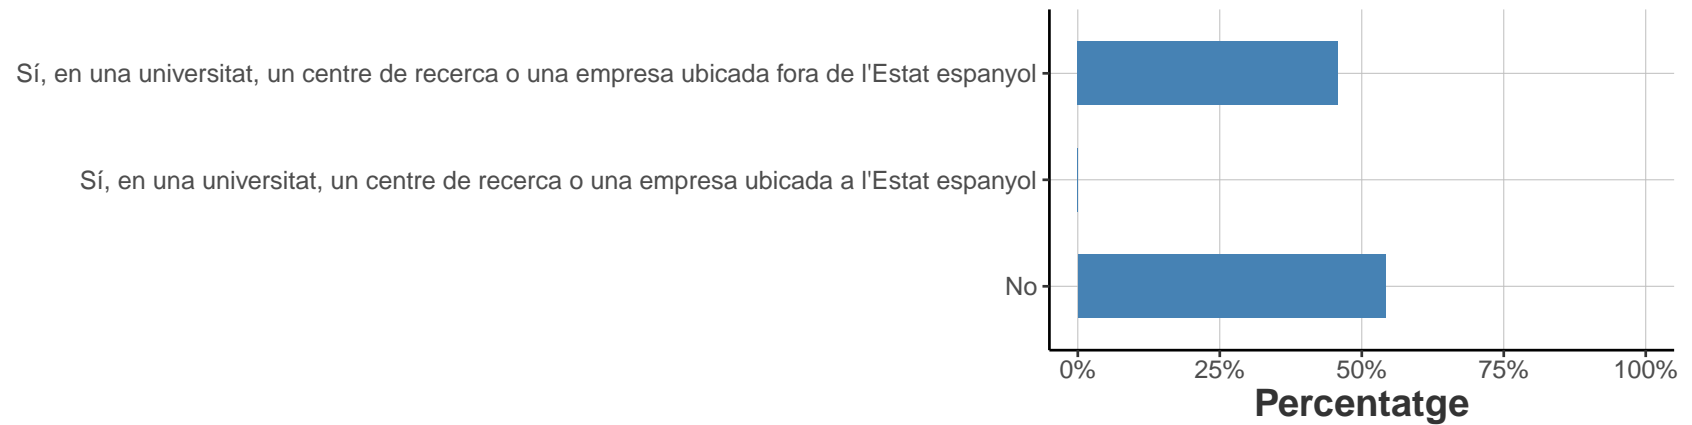 Sí, en una universitat, un centre de recerca o una empresa ubicada fora de l'Estat espanyol
Sí, en una universitat, un centre de recerca o una empresa ubicada a l'Estat espanyol
No
0% 25% 50% 75% 100%
Percentatge